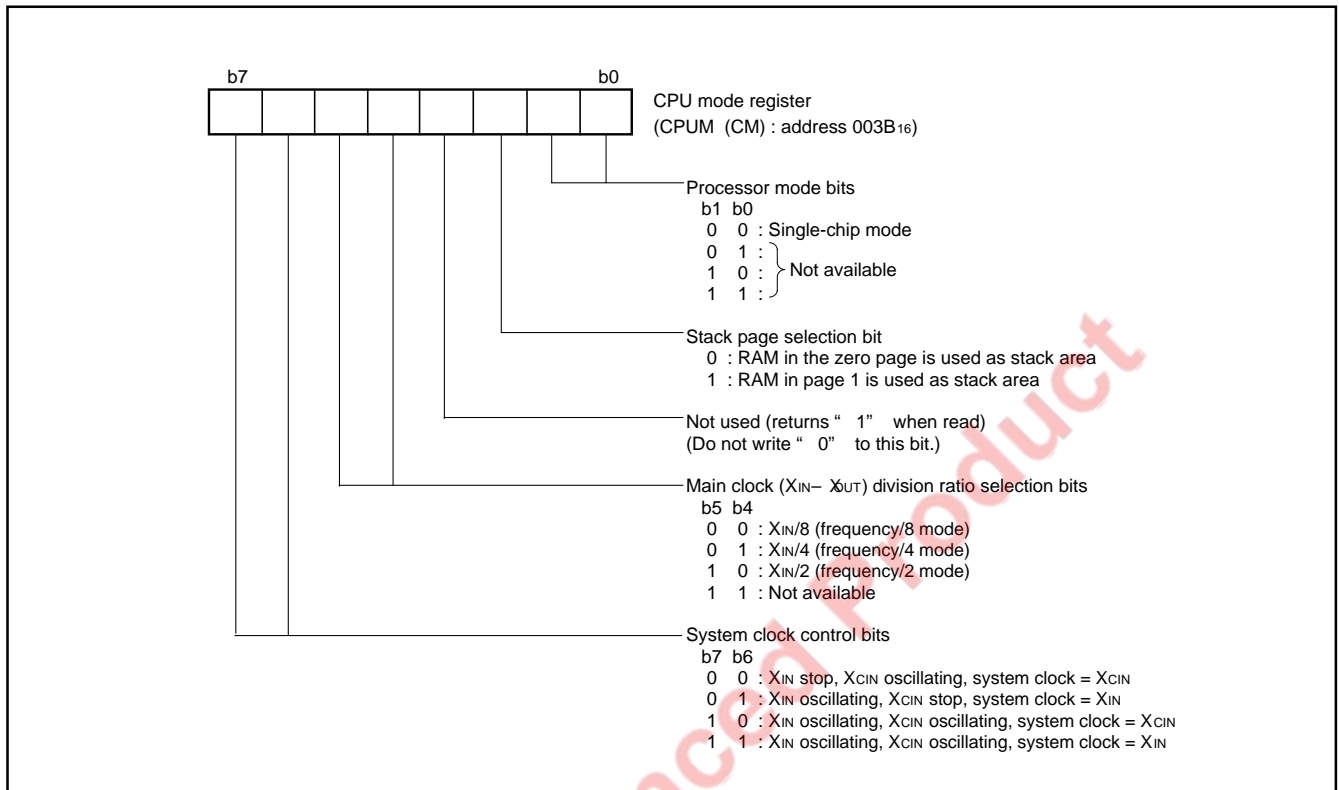 b7 b0
CPU mode register
(CPUM (CM) : address 003B16)
Processor mode bits
b1 b0
0 0 : Single-chip mode
0 1 :
1 0 : Not available
1 1 :
Stack page selection bit
0 : RAM in the zero page is used as stack area
1 : RAM in page 1 is used as stack area
Not used (returns “ 1” when read)
(Do not write “ 0” to this bit.)
Main clock (XIN– XOUT) division ratio selection bits
b5 b4
0 0 : XIN/8 (frequency/8 mode)
0 1 : XIN/4 (frequency/4 mode)
1 0 : XIN/2 (frequency/2 mode)
1 1 : Not available
System clock control bits
b7 b6
0 0 : XIN stop, XCIN oscillating, system clock = XCIN
0 1 : XIN oscillating, XCIN stop, system clock = XIN
1 0 : XIN oscillating, XCIN oscillating, system clock = XCIN
1 1 : XIN oscillating, XCIN oscillating, system clock = XIN
nced Product